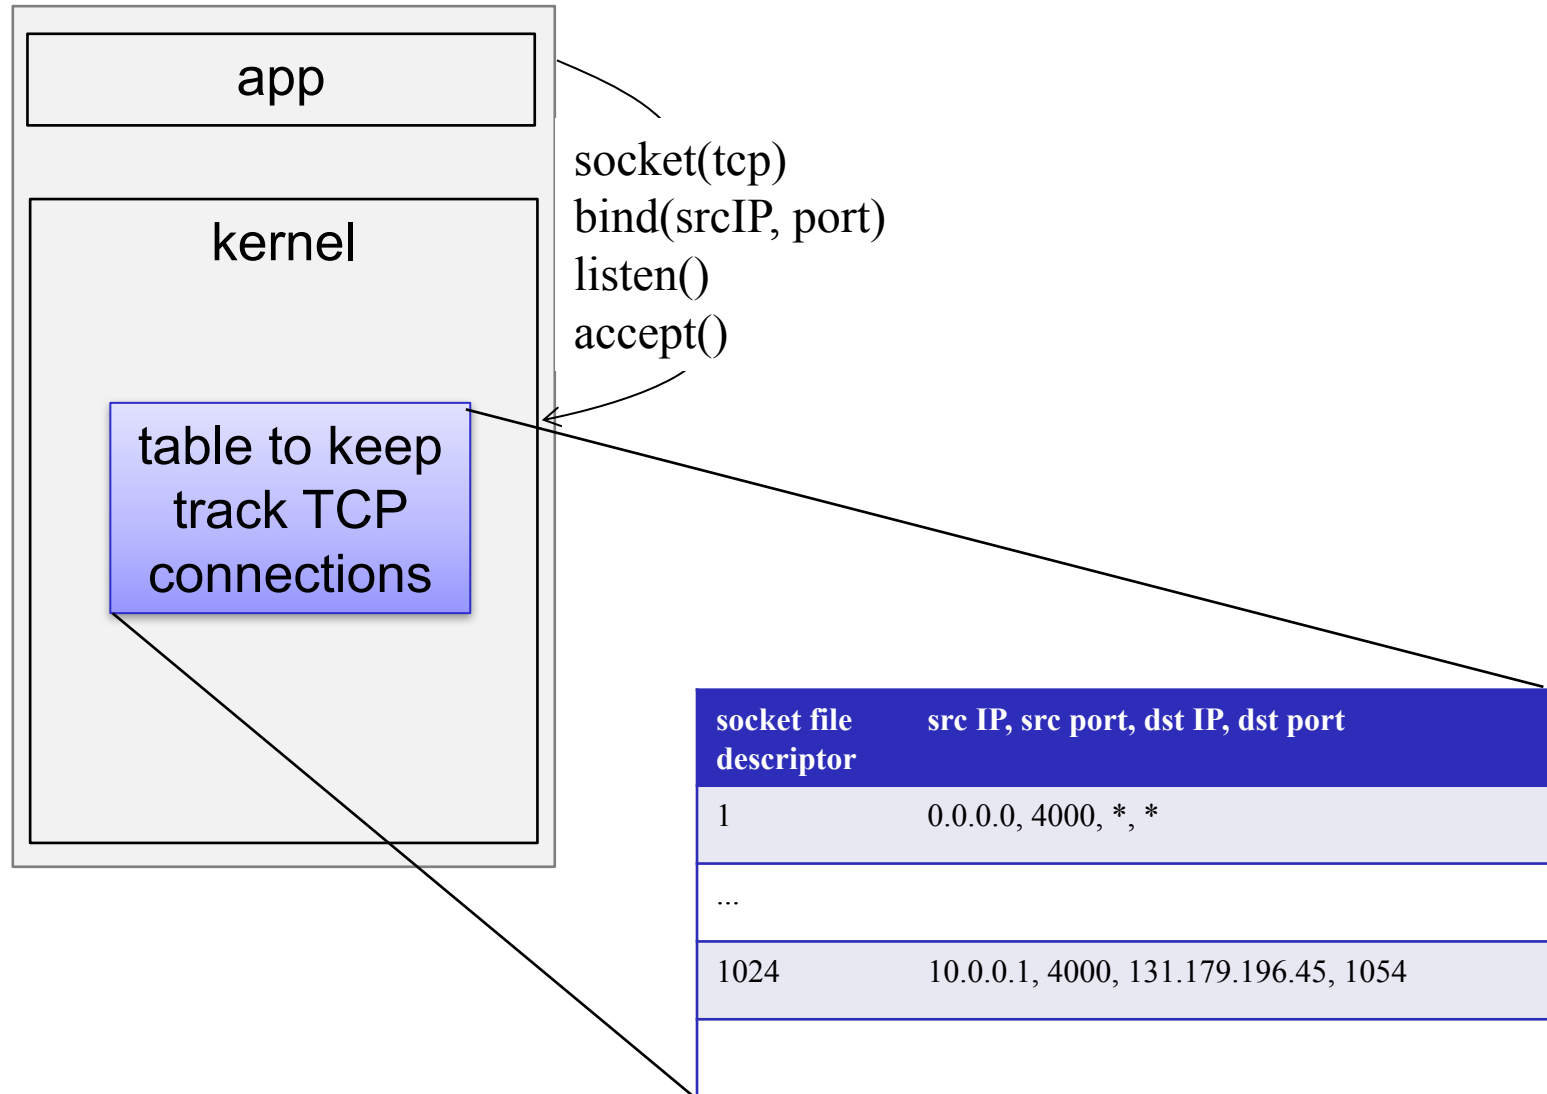 app
socket(tcp)
bind(srcIP, port)
listen()
accept()
kernel
table to keep
track TCP
connections
socket file
descriptor
src IP, src port, dst IP, dst port
1
0.0.0.0, 4000, *, *
...
1024
10.0.0.1, 4000, 131.179.196.45, 1054